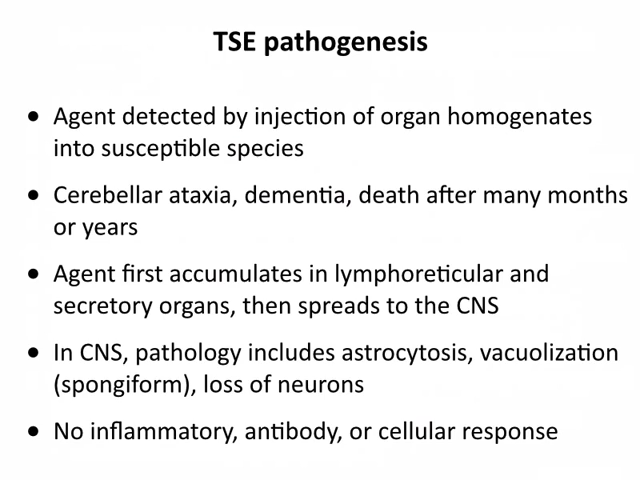 TSE pathogenesis
● Agent detected by injection of organ homogenates
into susceptible species
● Cerebellar ataxia, dementia, death after many months
or years
● Agent first accumulates in lymphoreticular and
secretory organs, then spreads to the CNS
● In CNS, pathology includes astrocytosis, vacuolization
(spongiform), loss of neurons
● No inflammatory, antibody, or cellular response